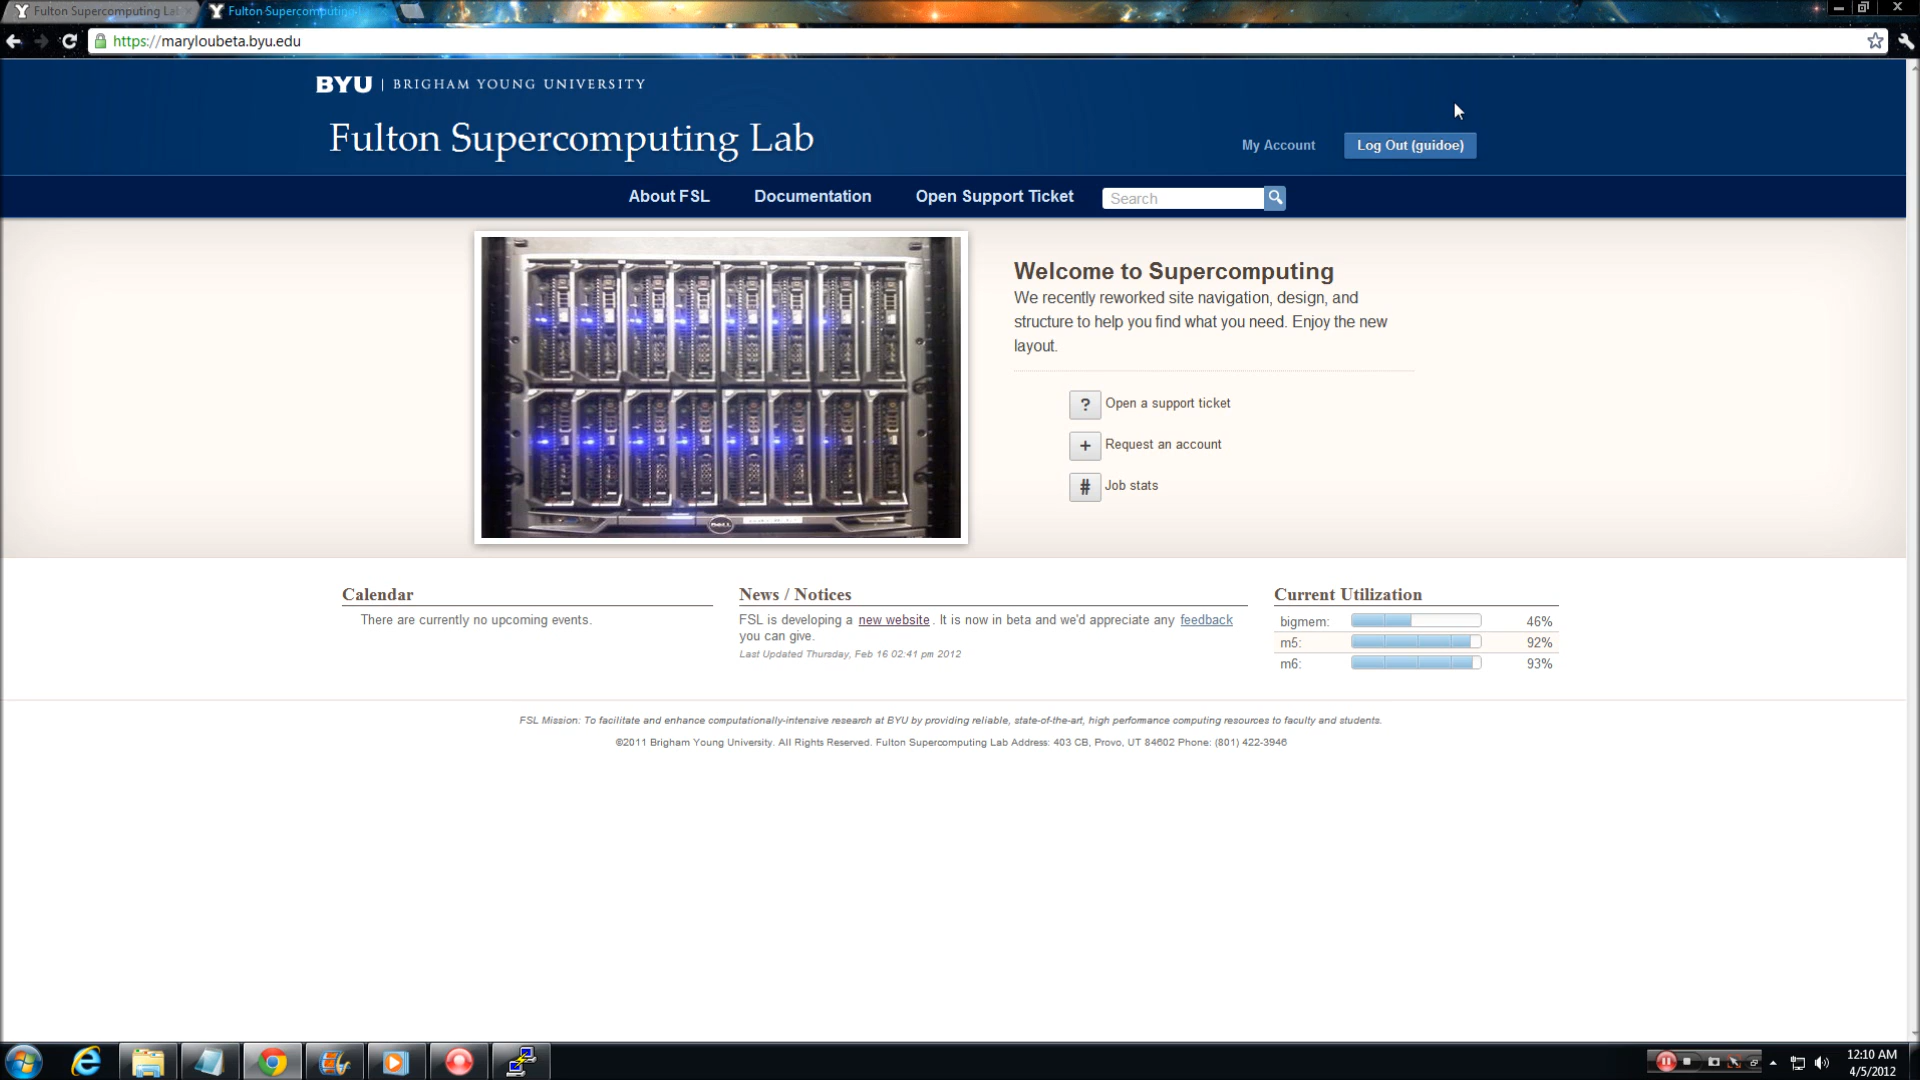 Fulton Supercomputing Lab
Fulton Supercomputing La
https://maryloubeta.byu.edu
BYU | BRIGHAM YOUNG UNIVERSITY
Fulton Supercomputing Lab
My Account
Log Out (guidoe)
About FSL
Documentation
Open Support Ticket
Search
DELL
Welcome to Supercomputing
We recently reworked site navigation, design, and
structure to help you find what you need. Enjoy the new
layout.
? Open a support ticket
+ Request an account
# Job stats
Calendar
There are currently no upcoming events.
News / Notices
FSL is developing a new website . It is now in beta and we'd appreciate any feedback
you can give.
Last Updated Thursday, Feb 16 02:41 pm 2012
Current Utilization
bigmem: 46%
m5: 92%
m6: 93%
FSL Mission: To facilitate and enhance computationally-intensive research at BYU by providing reliable, state-of-the-art, high performance computing resources to faculty and students.
©2011 Brigham Young University. All Rights Reserved. Fulton Supercomputing Lab Address: 403 CB, Provo, UT 84602 Phone: (801) 422-3946
12:10 AM
4/5/2012